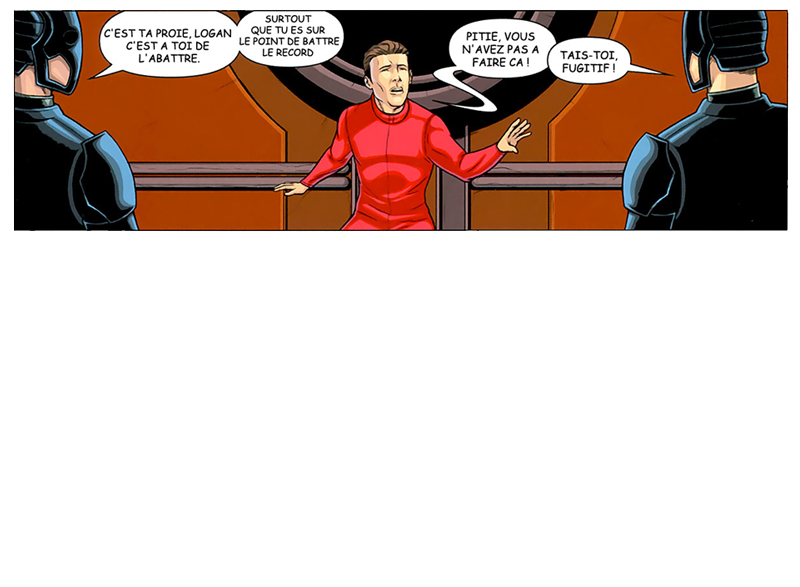 C'EST TA PROIE, LOGAN
C'EST A TOI DE
L'ABATTRE.
SURTOUT
QUE TU ES SUR
LE POINT DE BATTRE
LE RECORD
PITIE, VOUS
N'AVEZ PAS A
FAIRE CA !
TAIS-TOI,
FUGITIF !